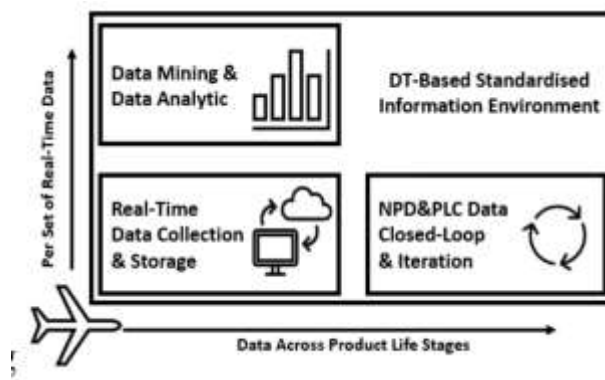 Data Mining &
Data Analytic
DT-Based Standardised
Information Environment
Real-Time
Data Collection
& Storage
NPD&PLC Data
Closed-Loop
& Iteration
Per Set of Real-Time Data
Data Across Product Life Stages